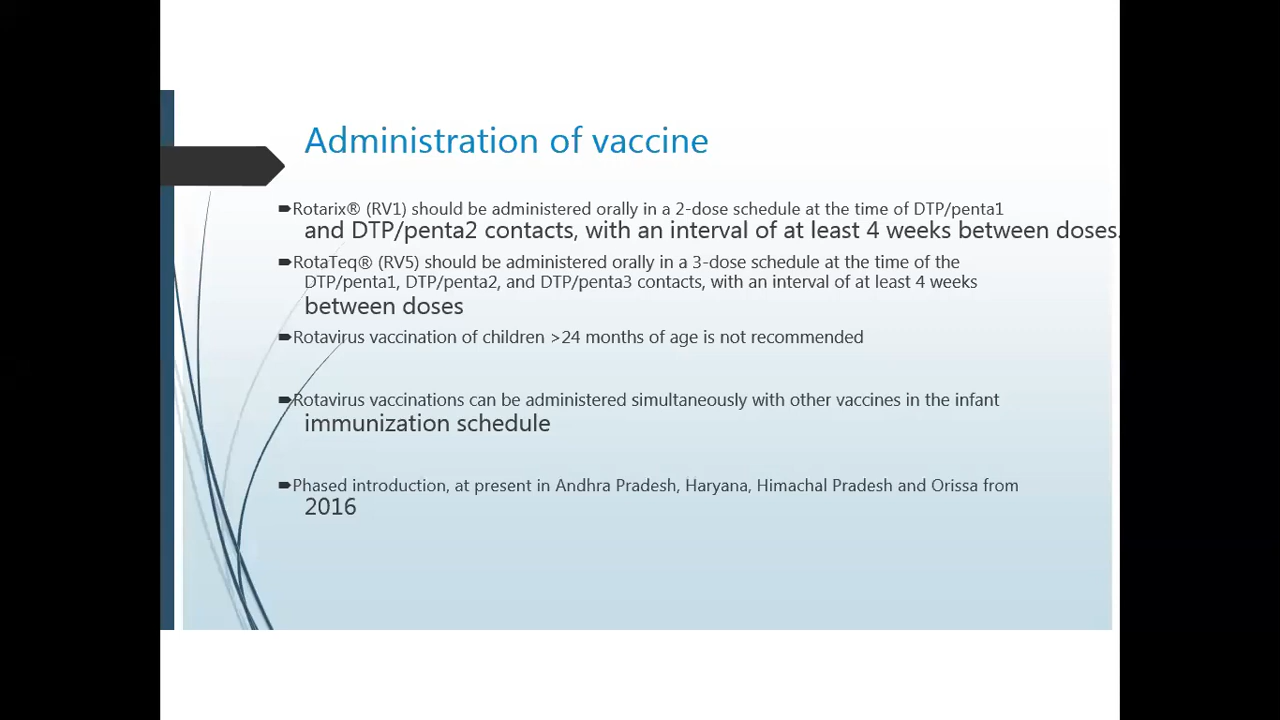 Administration of vaccine
Rotarix® (RV1) should be administered orally in a 2-dose schedule at the time of DTP/penta1
and DTP/penta2 contacts, with an interval of at least 4 weeks between doses.
RotaTeq® (RV5) should be administered orally in a 3-dose schedule at the time of the
DTP/penta1, DTP/penta2, and DTP/penta3 contacts, with an interval of at least 4 weeks
between doses
Rotavirus vaccination of children >24 months of age is not recommended
Rotavirus vaccinations can be administered simultaneously with other vaccines in the infant
immunization schedule
Phased introduction, at present in Andhra Pradesh, Haryana, Himachal Pradesh and Orissa from
2016